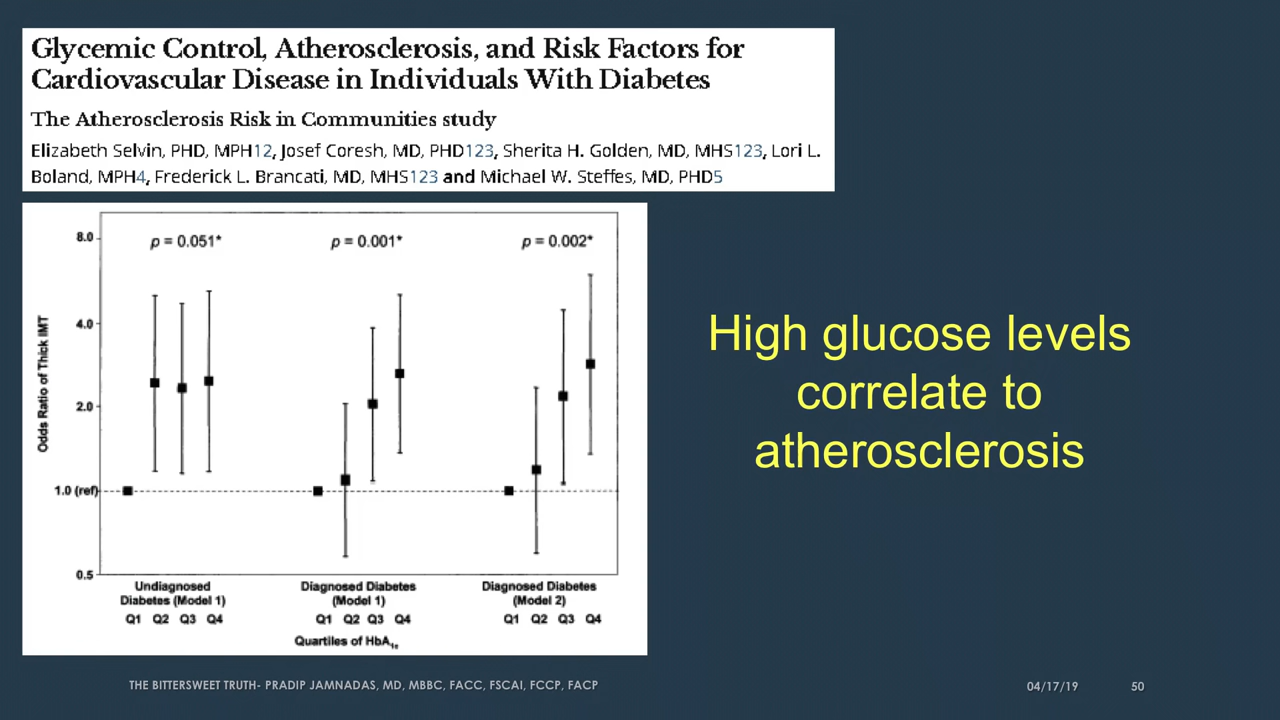 Glycemic Control, Atherosclerosis, and Risk Factors for
Cardiovascular Disease in Individuals With Diabetes
The Atherosclerosis Risk in Communities study
Elizabeth Selvin, PHD, MPH12, Josef Coresh, MD, PHD123, Sherita H. Golden, MD, MHS123, Lori L.
Boland, MPH4, Frederick L. Brancati, MD, MHS123 and Michael W. Steffes, MD, PHD5
p = 0.051* p = 0.001* p = 0.002*
8.0
4.0
2.0
1.0 (ref)
0.5
Odds Ratio of Thick IMT
Undiagnosed Diabetes (Model 1)
Q1 Q2 Q3 Q4
Diagnosed Diabetes (Model 1)
Q1 Q2 Q3 Q4
Diagnosed Diabetes (Model 2)
Q1 Q2 Q3 Q4
Quartiles of HbA1c
High glucose levels
correlate to
atherosclerosis
THE BITTERSWEET TRUTH- PRADIP JAMNADAS, MD, MBBC, FACC, FSCAI, FCCP, FACP
04/17/19
50